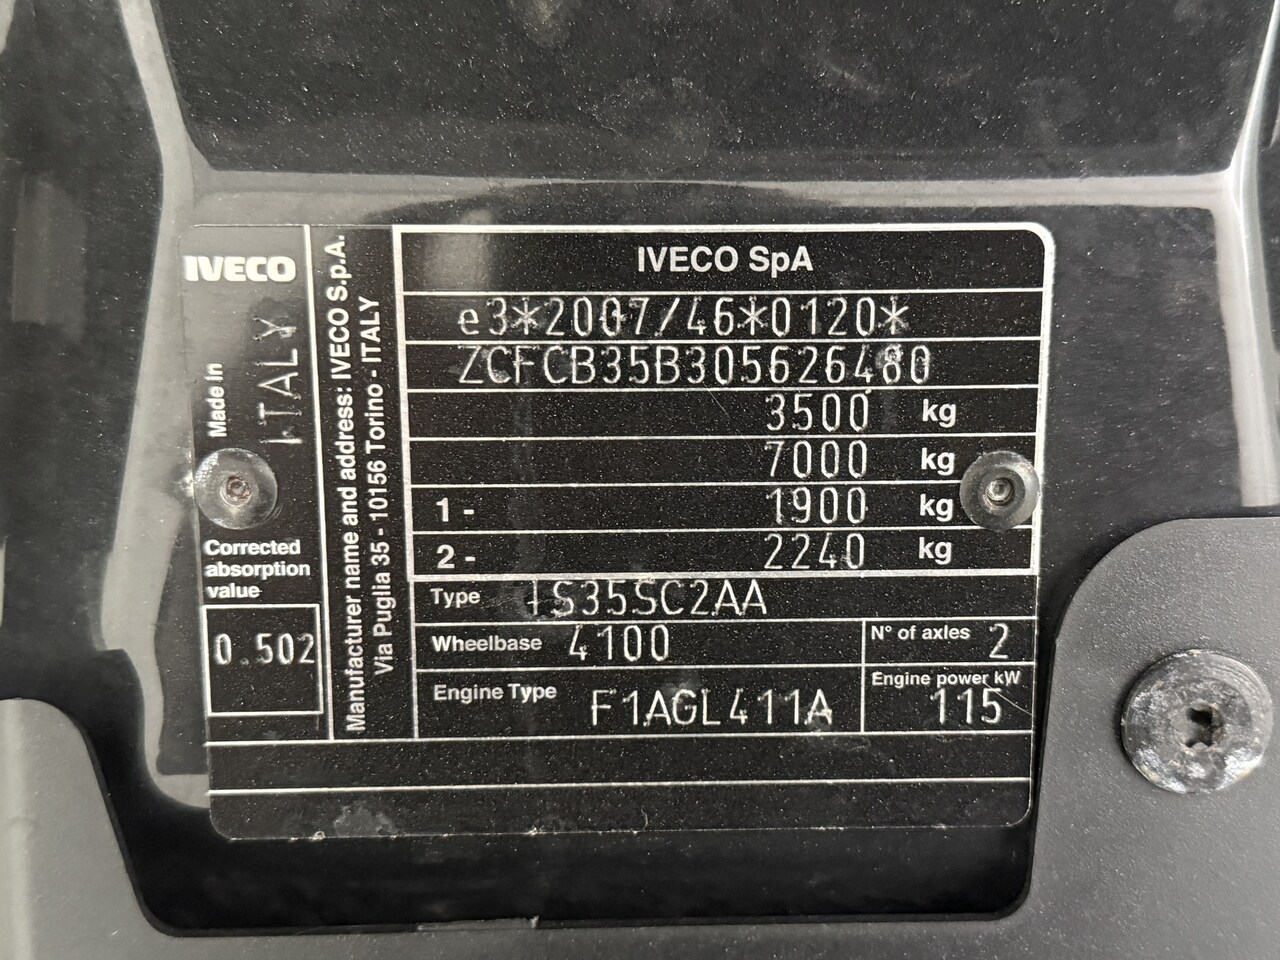 IVECO
Made in
ITALY
Corrected
absorption
value
0.502
Manufacturer name and address: IVECO S.p.A.
Via Puglia 35 - 10156 Torino - ITALY
IVECO SpA
e3*2007/46*0120*
ZCFCB35B305626480
3500 kg
7000 kg
1 - 1900 kg
2 - 2240 kg
Type IS35SC2AA
Wheelbase 4100
N° of axles 2
Engine Type F1AGL411A
Engine power kW
115